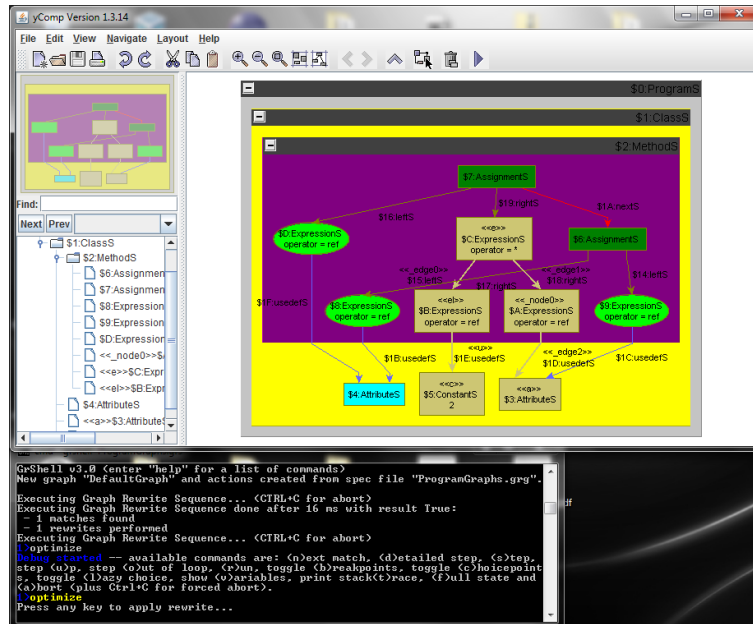 yComp Version 1.3.14
File Edit View Navigate Layout Help
Find:
Next Prev
$1:ClassS
$2:MethodS
$6:Assignmen
$7:Assignmen
$8:Expression
$9:Expression
$D:Expression
<<_node0>>$A
<<e>>$C:Expr
<<el>>$B:Expr
$4:AttributeS
<<a>>$3:Attribute
$0:ProgramS
$1:ClassS
$2:MethodS
$7:AssignmentS
$19:rightS
$18:leftS
$1A:nextS
$D:ExpressionS
operator = ref
<<e>>
$C:ExpressionS
operator = *
$6:AssignmentS
<<_edge0>>
$15:leftS
<<_edge1>>
$16:rightS
$17:rightS
$14:leftS
$1F:usedefS
$8:ExpressionS
operator = ref
<<el>>
$B:ExpressionS
operator = ref
<<_node0>>
$A:ExpressionS
operator = ref
$9:ExpressionS
operator = ref
$1B:usedefS
<<u>>
$1E:usedefS
<<_edge2>>
$1D:usedefS
$1C:usedefS
$4:AttributeS
<<c>>
$5:ConstantS
2
<<a>>
$3:AttributeS
GrShell v3.0 (enter "help" for a list of commands)
New graph "DefaultGraph" and actions created from spec file "ProgramGraphs.grg".
Executing Graph Rewrite Sequence... (CTRL+C for abort)
Executing Graph Rewrite Sequence done after 16 ms with result True:
- 1 matches found
- 1 rewrites performed
Executing Graph Rewrite Sequence... (CTRL+C for abort)
1>optimize
Debug started -- available commands are: (n)ext match, (d)etailed step, (s)tep,
step (u)p, step (o)ut of loop, (r)un, toggle (b)reakpoints, toggle (c)hoicepoint
s, toggle (l)azy choice, show (v)ariables, print stack(t)race, (f)ull state and
(a)bort (plus Ctrl+C for forced abort).
1>optimize
Press any key to apply rewrite...
df